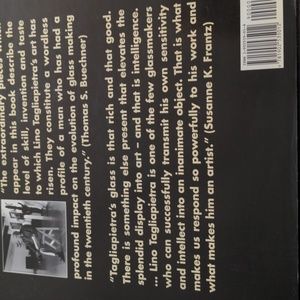 "The extraordinary pieces that
appear in this book describe the
level of skill, invention and taste
to which Lino Tagliapietra's art has
risen. They constitute a wordless
profile of a man who has had a
profound impact on the evolution of glass making
in the twentieth century." (Thomas S. Buechner)
"Tagliapietra's glass is that rich and that good.
There is something else present that elevates the
splendid display into art – and that is intelligence.
... Lino Tagliapietra is one of the few glassmakers
who can successfully transmit his own sensitivity
and intellect into an inanimate object. That is what
makes us respond so powerfully to his work and
what makes him an artist." (Susanne K. Frantz)